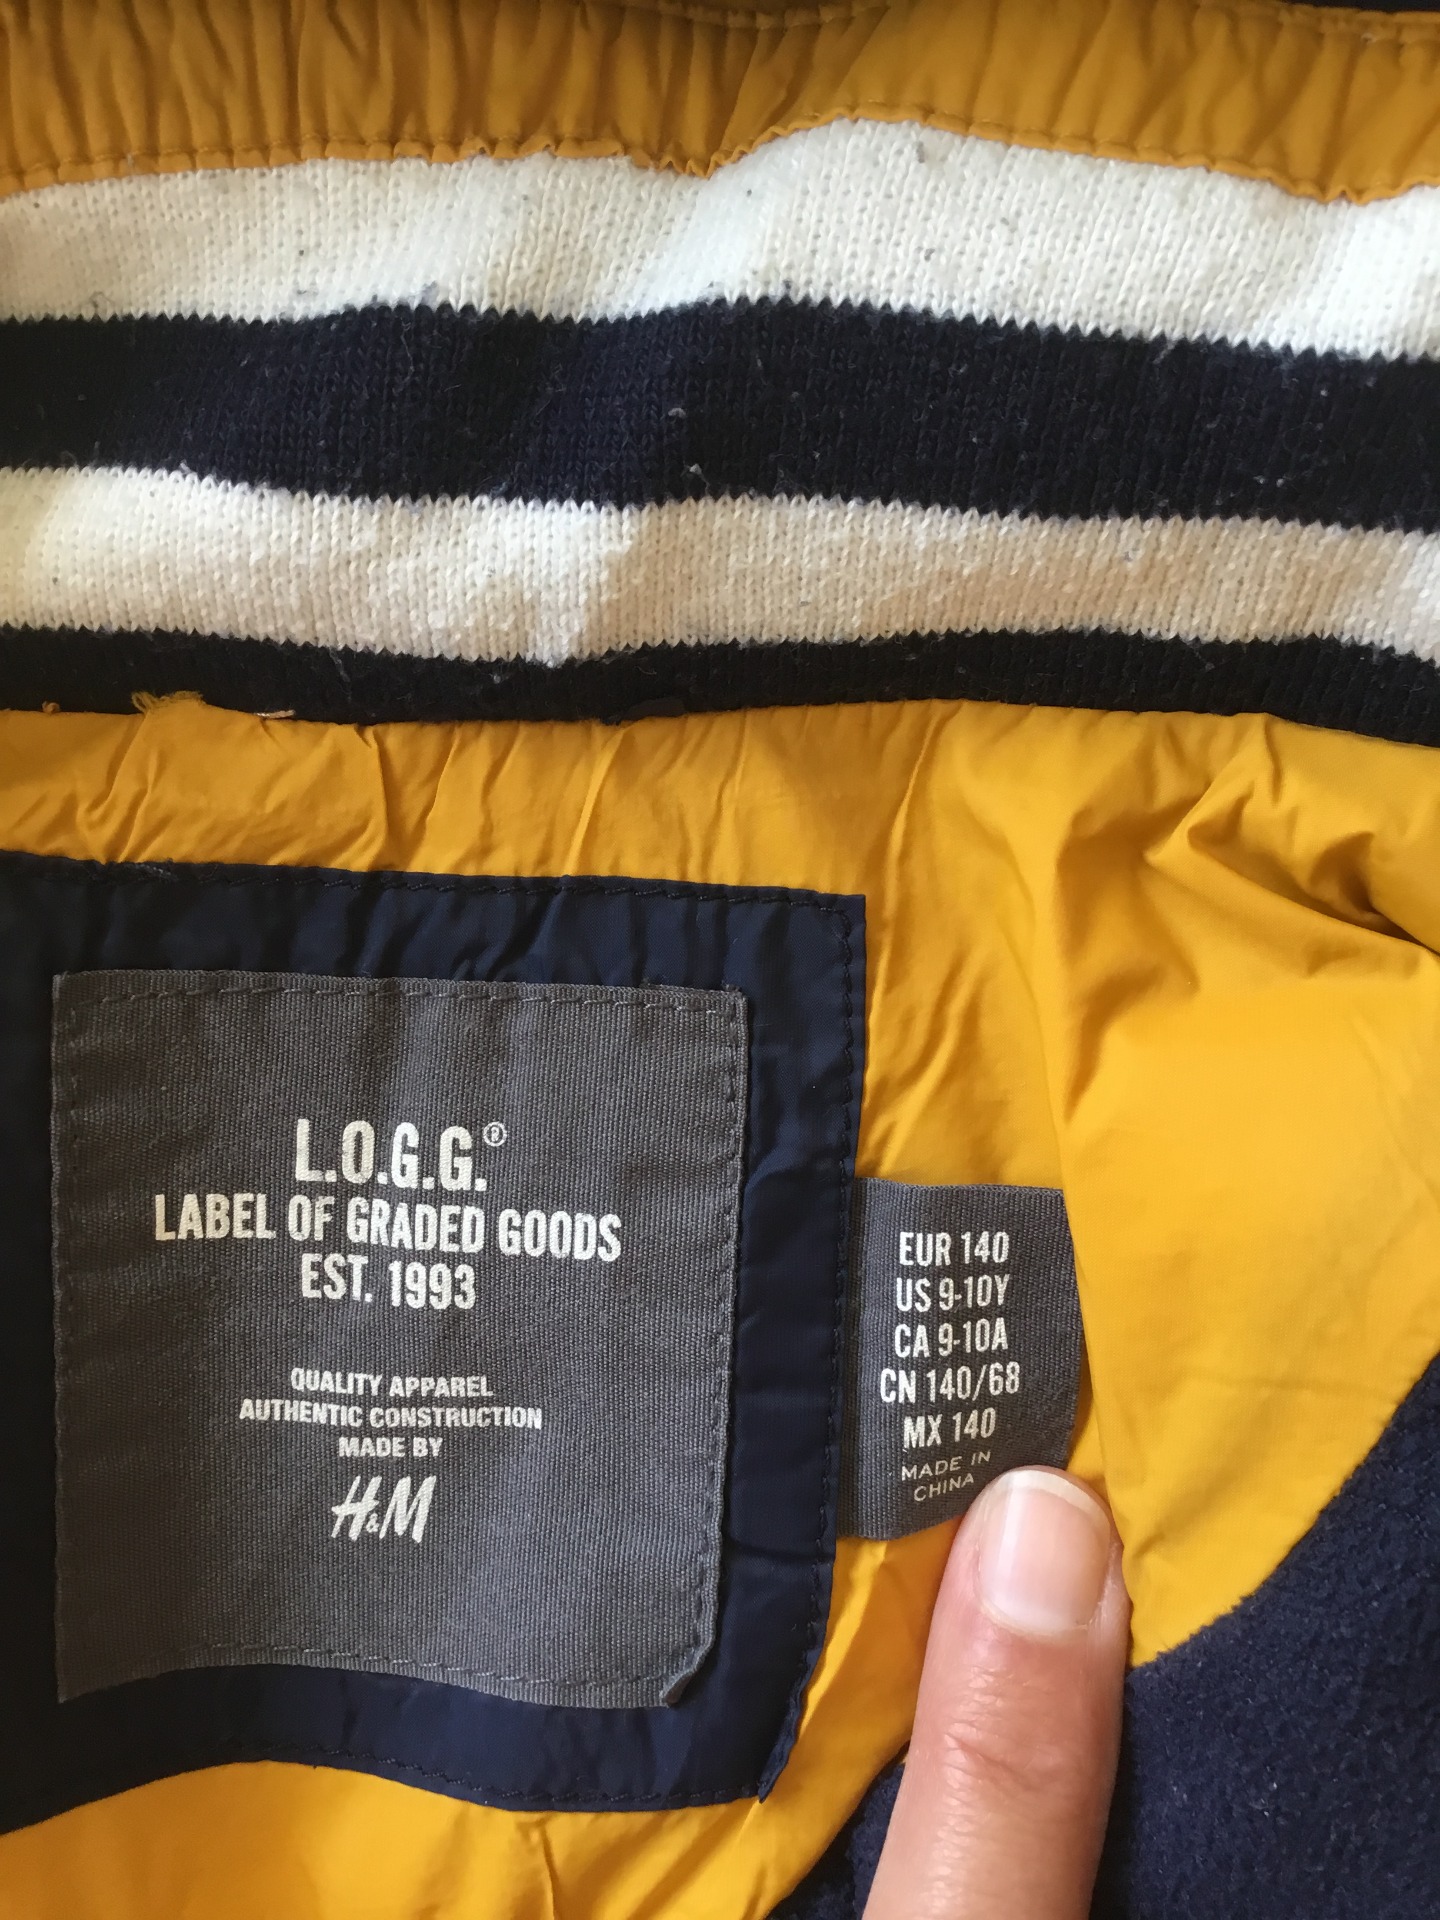 L.O.G.G.®
LABEL OF GRADED GOODS
EST. 1993
QUALITY APPAREL
AUTHENTIC CONSTRUCTION
MADE BY
H&M
EUR 140
US 9-10Y
CA 9-10A
CN 140/68
MX 140
MADE IN
CHINA